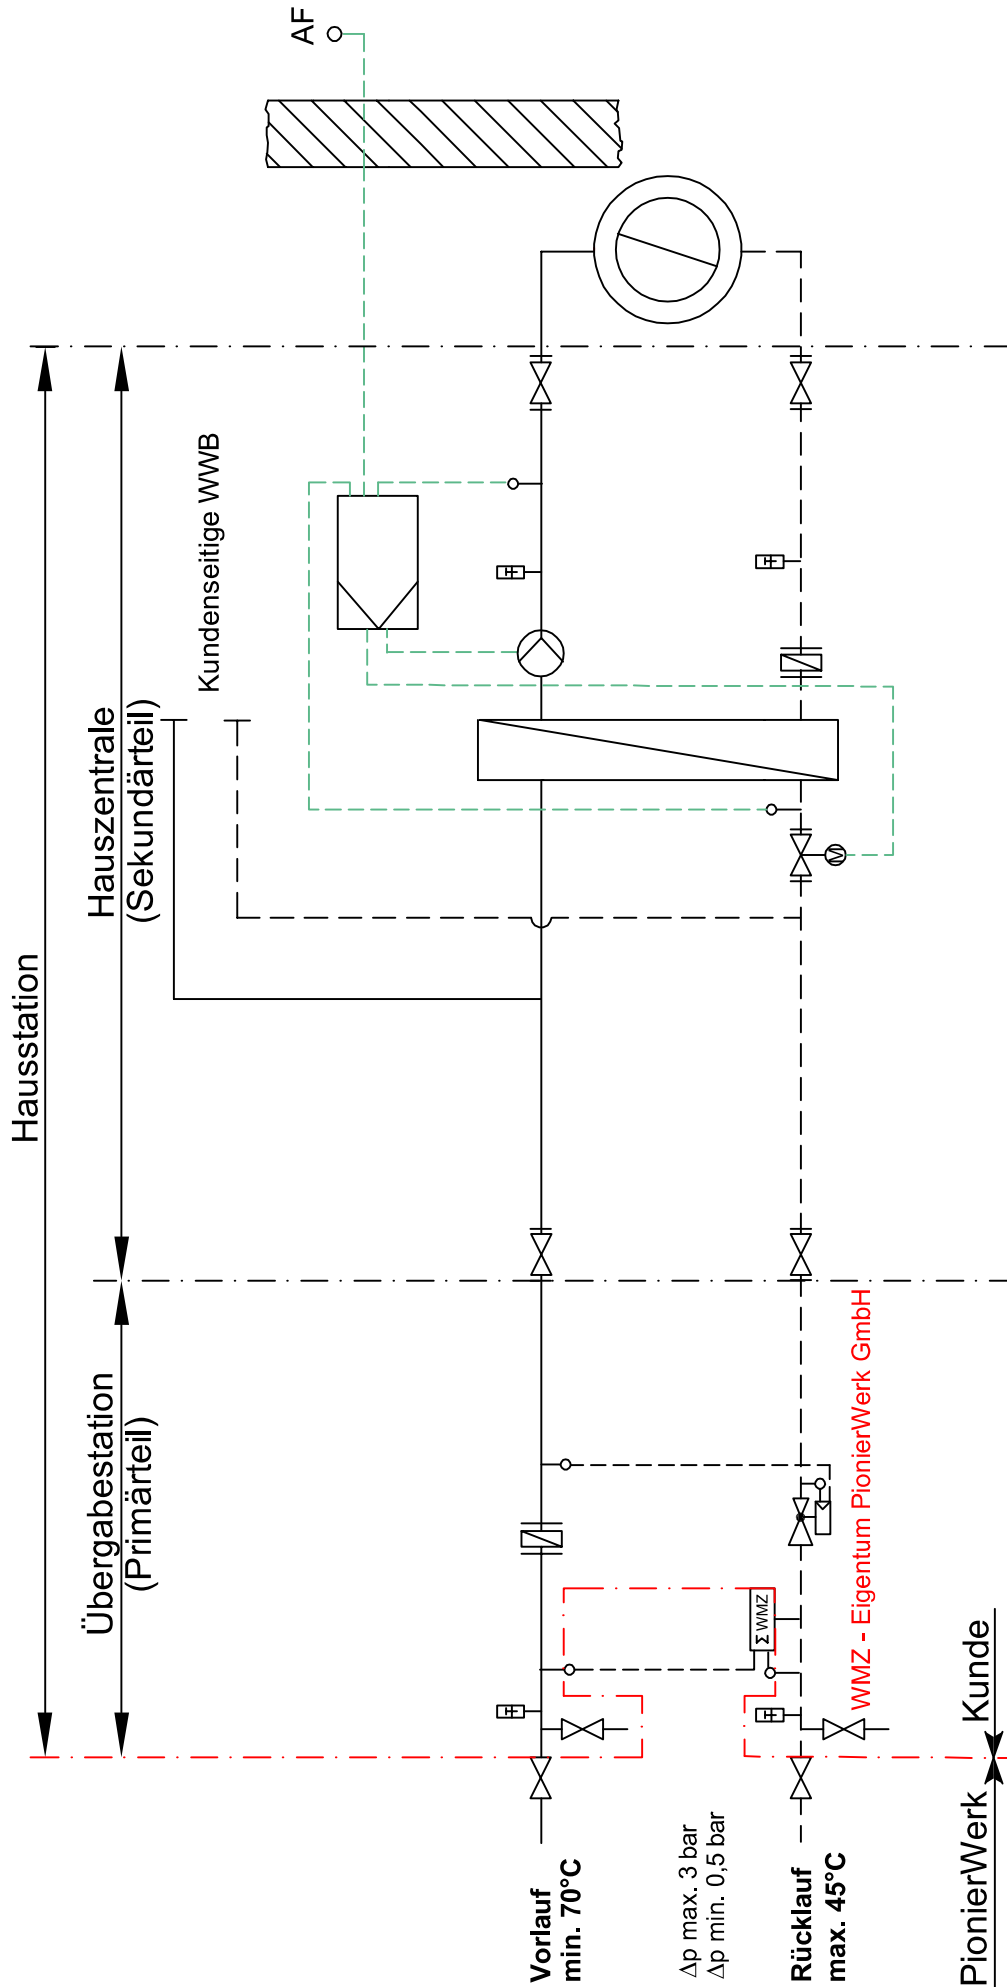 Hausstation
Übergabestation
(Primärteil)
Hauszentrale
(Sekundärteil)
Kundenseitige WWB
AF
Vorlauf
min. 70°C
Δp max. 3 bar
Δp min. 0,5 bar
Rücklauf
max. 45°C
Σ WMZ
M
WMZ - Eigentum PionierWerk GmbH
PionierWerk
Kunde